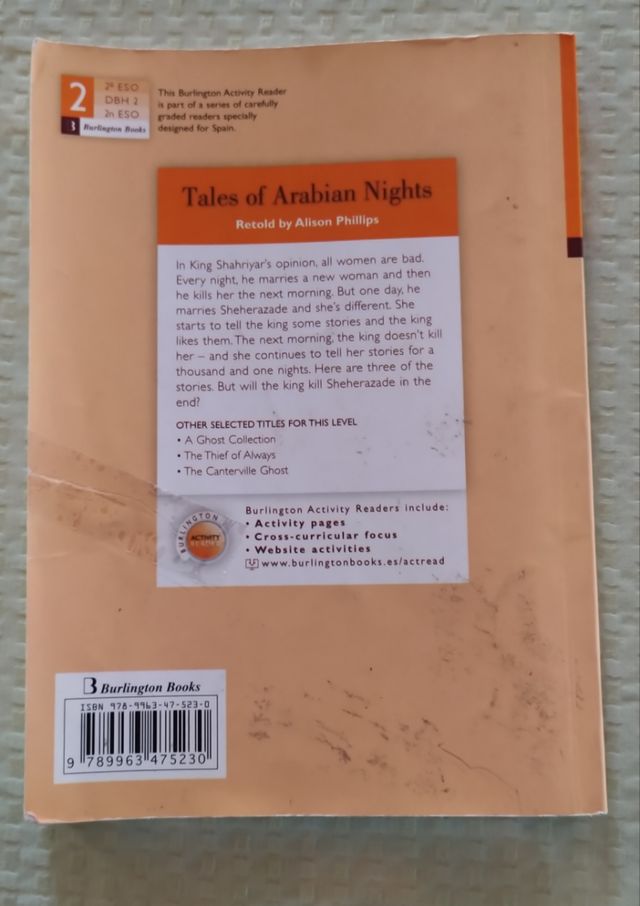 2
2º ESO
DBH 2
2n ESO
B Burlington Books
This Burlington Activity Reader
is part of a series of carefully
graded readers specially
designed for Spain.
Tales of Arabian Nights
Retold by Alison Phillips
In King Shahriyar's opinion, all women are bad.
Every night, he marries a new woman and then
he kills her the next morning. But one day, he
marries Sheherazade and she's different. She
starts to tell the king some stories and the king
likes them. The next morning, the king doesn't kill
her – and she continues to tell her stories for a
thousand and one nights. Here are three of the
stories. But will the king kill Sheherazade in the
end?
OTHER SELECTED TITLES FOR THIS LEVEL
• A Ghost Collection
• The Thief of Always
• The Canterville Ghost
BURLINGTON
ACTIVITY
READER
Burlington Activity Readers include:
• Activity pages
• Cross-curricular focus
• Website activities
www.burlingtonbooks.es/actread
B Burlington Books
ISBN 978-9963-47-523-0
9 789963 475230